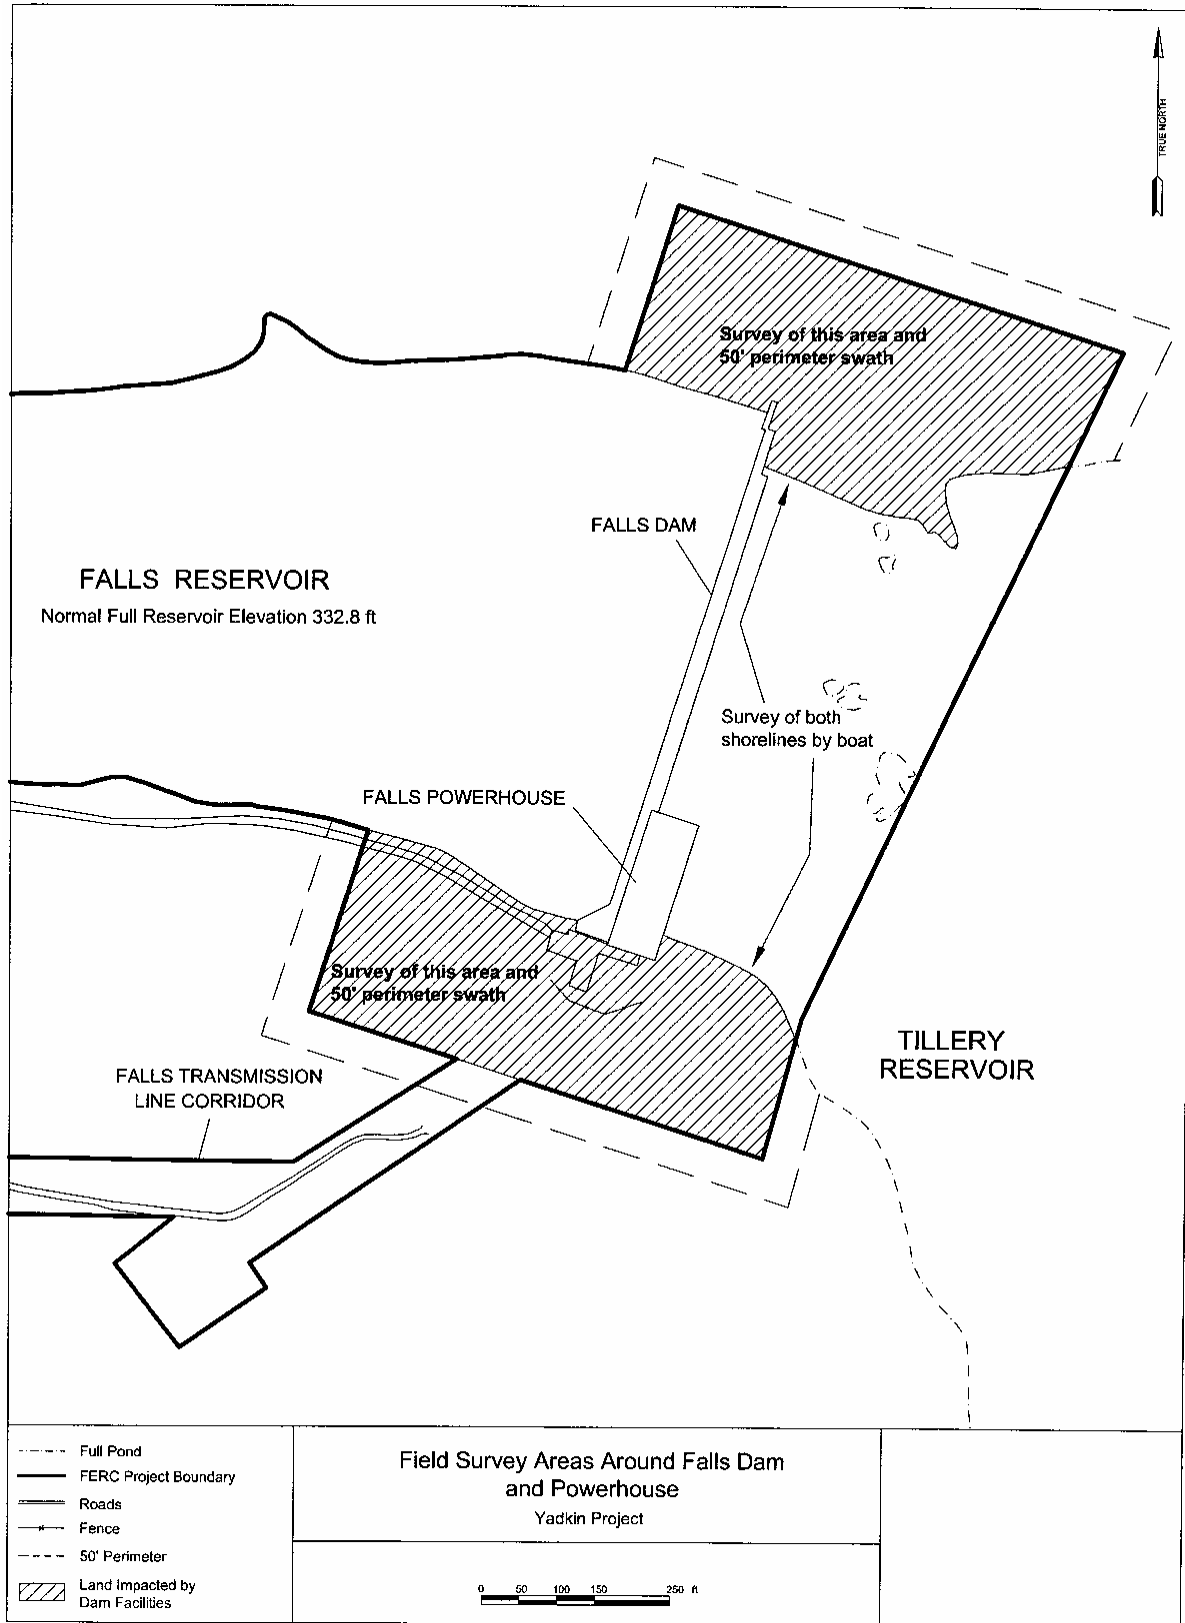 TRUE NORTH
Survey of this area and
50' perimeter swath
FALLS DAM
FALLS RESERVOIR
Normal Full Reservoir Elevation 332.8 ft
Survey of both
shorelines by boat
FALLS POWERHOUSE
Survey of this area and
50' perimeter swath
TILLERY
RESERVOIR
FALLS TRANSMISSION
LINE CORRIDOR
Full Pond
FERC Project Boundary
Roads
Fence
50' Perimeter
Land Impacted by
Dam Facilities
Field Survey Areas Around Falls Dam
and Powerhouse
Yadkin Project
0 50 100 150 250 ft